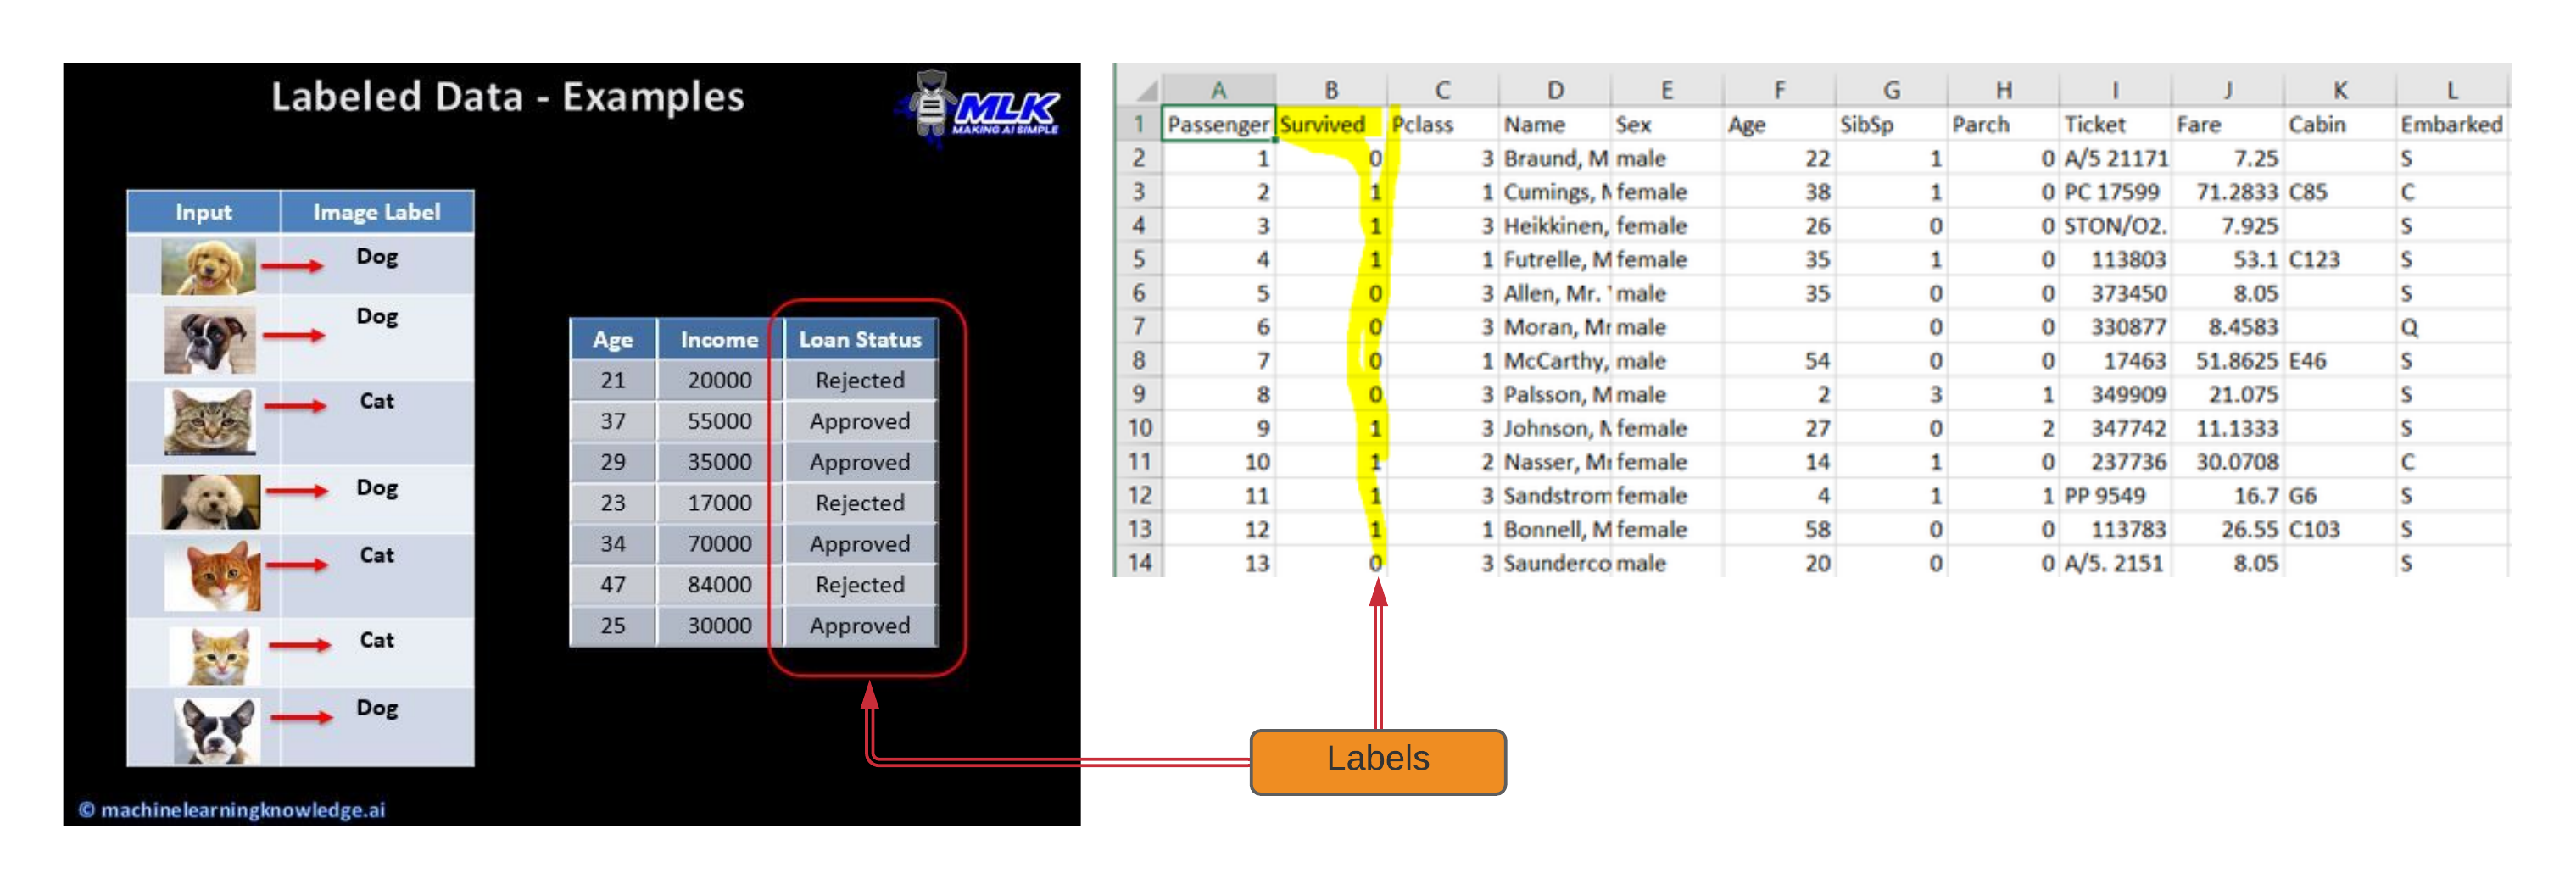 Labeled Data - Examples
MLK
MAKING AI SIMPLE
Input Image Label
Dog
Dog
Cat
Dog
Cat
Cat
Dog
Age Income Loan Status
21 20000 Rejected
37 55000 Approved
29 35000 Approved
23 17000 Rejected
34 70000 Approved
47 84000 Rejected
25 30000 Approved
© machinelearningknowledge.ai
A B C D E F G H I J K L
1 Passenger Survived Pclass Name Sex Age SibSp Parch Ticket Fare Cabin Embarked
2 1 0 3 Braund, M male 22 1 0 A/5 21171 7.25 S
3 2 1 1 Cumings, M female 38 1 0 PC 17599 71.2833 C85 C
4 3 1 3 Heikkinen, female 26 0 0 STON/O2. 7.925 S
5 4 1 1 Futrelle, M female 35 1 0 113803 53.1 C123 S
6 5 0 3 Allen, Mr. male 35 0 0 373450 8.05 S
7 6 0 3 Moran, Mr male 0 0 330877 8.4583 Q
8 7 0 1 McCarthy, male 54 0 0 17463 51.8625 E46 S
9 8 0 3 Palsson, M male 2 3 1 349909 21.075 S
10 9 1 3 Johnson, M female 27 0 2 347742 11.1333 S
11 10 1 2 Nasser, Mr female 14 1 0 237736 30.0708 C
12 11 1 3 Sandstrom female 4 1 1 PP 9549 16.7 G6 S
13 12 1 1 Bonnell, M female 58 0 0 113783 26.55 C103 S
14 13 0 3 Saunderco male 20 0 0 A/5. 2151 8.05 S
Labels